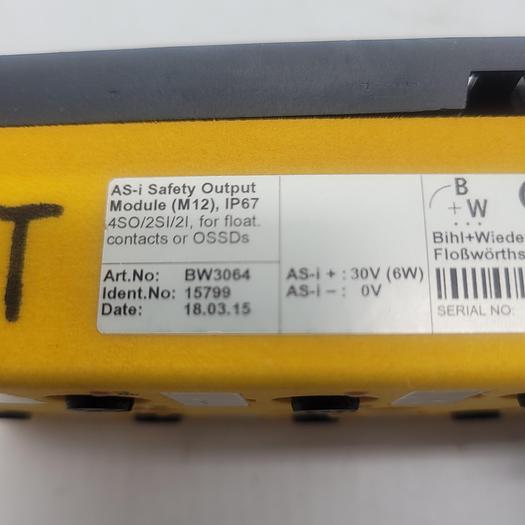 T
AS-i Safety Output
Module (M12), IP67
4SO/2SI/2I, for float.
contacts or OSSDs
Art.No: BW3064
Ident.No: 15799
Date: 18.03.15
AS-i + : 30V (6W)
AS-i – : 0V
B
+ W
Bihl+Wiede
Floßwörths
SERIAL NO: